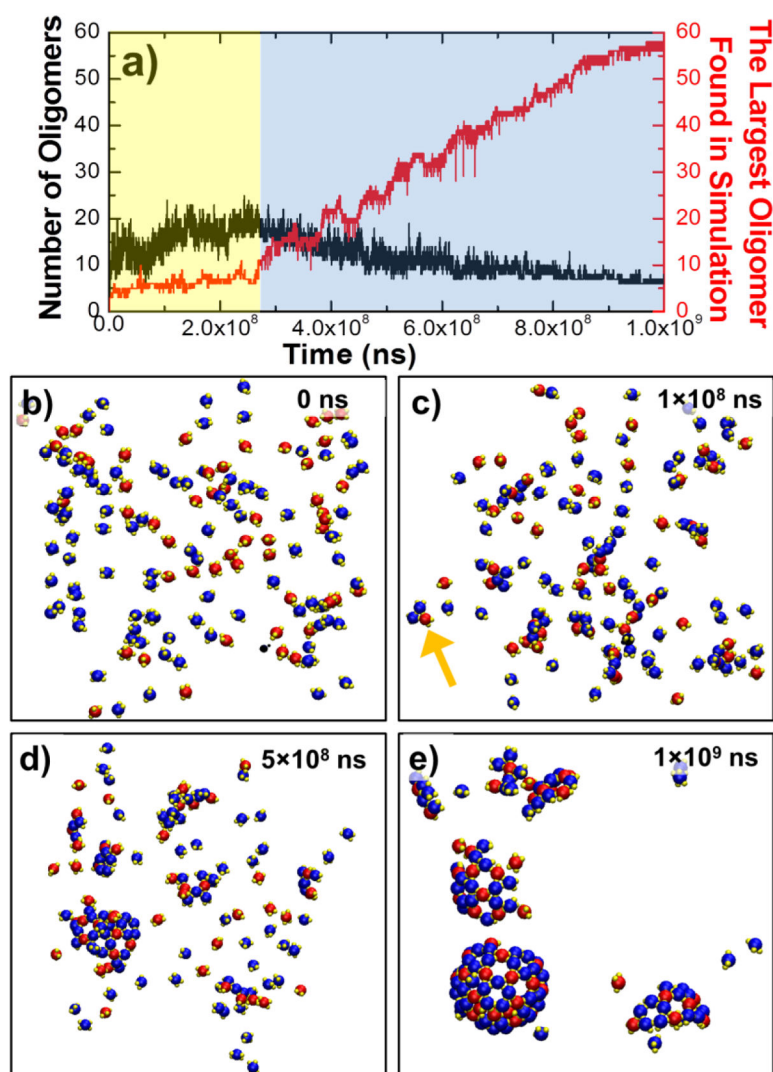 a)
Number of Oligomers
60
50
40
30
20
10
0
60
50
40
30
20
10
0
The Largest Oligomer
Found in Simulation
0.0
2.0x10⁸
4.0x10⁸
6.0x10⁸
8.0x10⁸
1.0x10⁹
Time (ns)
b)
0 ns
c)
1×10⁸ ns
d)
5×10⁸ ns
e)
1×10⁹ ns